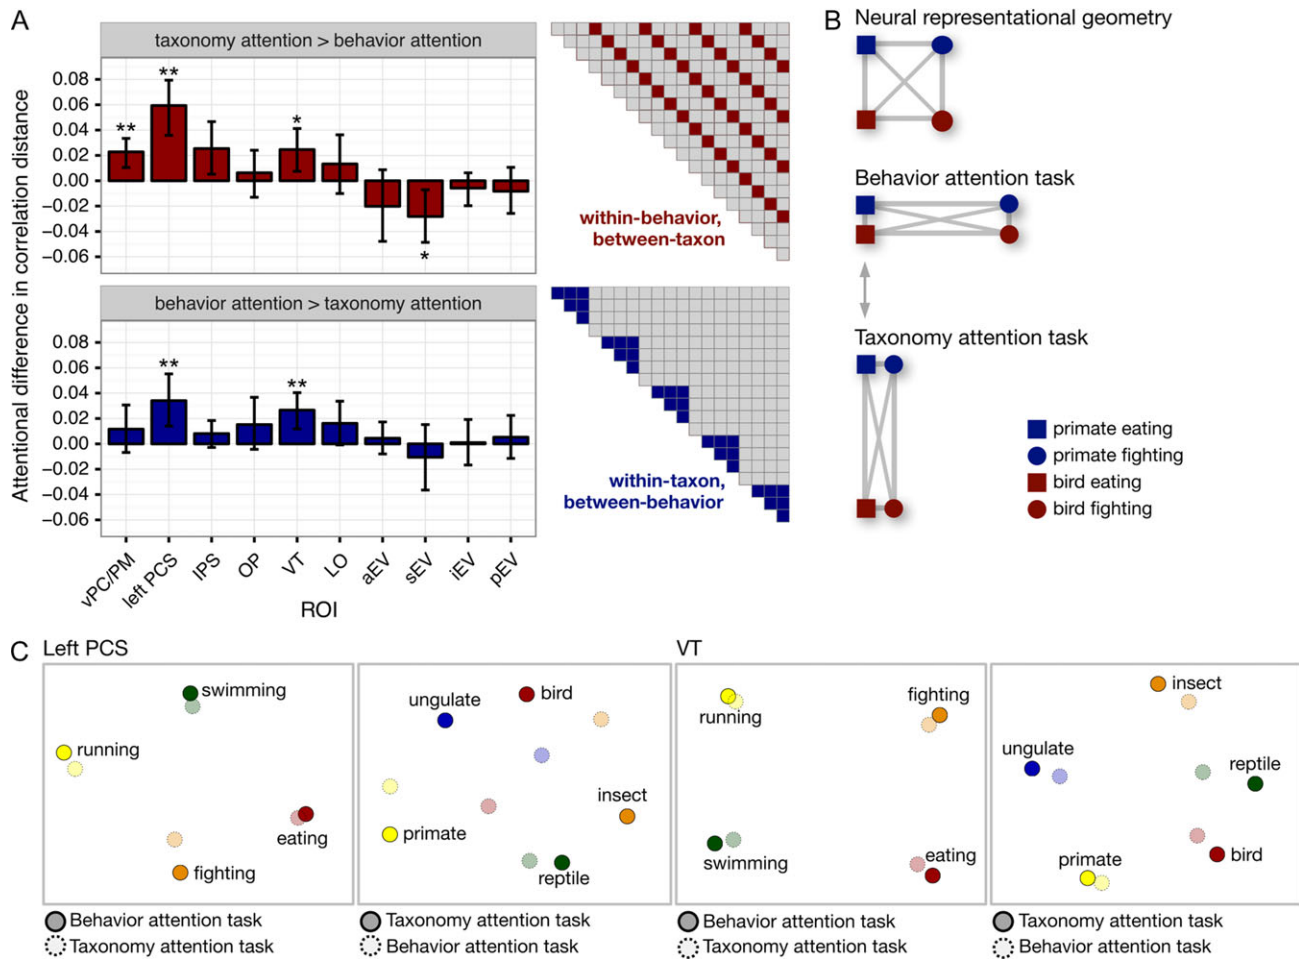 A
taxonomy attention > behavior attention
Attentional difference in correlation distance
0.08
0.06
0.04
0.02
0.00
−0.02
−0.04
−0.06
**
**
*
*
within-behavior,
between-taxon
behavior attention > taxonomy attention
0.08
0.06
0.04
0.02
0.00
−0.02
−0.04
−0.06
**
**
within-taxon,
between-behavior
vPC/PM
left PCS
IPS
OP
VT
LO
aEV
sEV
iEV
pEV
ROI
B
Neural representational geometry
Behavior attention task
Taxonomy attention task
primate eating
primate fighting
bird eating
bird fighting
C
Left PCS
swimming
running
eating
fighting
Behavior attention task
Taxonomy attention task
ungulate
bird
insect
primate
reptile
Taxonomy attention task
Behavior attention task
VT
running
fighting
swimming
eating
Behavior attention task
Taxonomy attention task
insect
ungulate
reptile
primate
bird
Taxonomy attention task
Behavior attention task